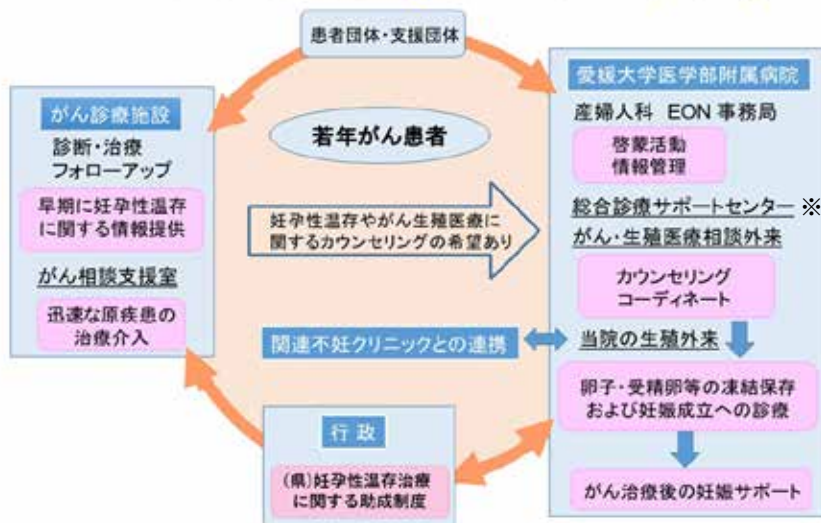 患者団体・支援団体
がん診療施設
診断・治療
フォローアップ
早期に妊孕性温存
に関する情報提供
がん相談支援室
迅速な原疾患の
治療介入
若年がん患者
妊孕性温存やがん生殖医療に
関するカウンセリングの希望あり
関連不妊クリニックとの連携
行政
(県)妊孕性温存治療
に関する助成制度
愛媛大学医学部附属病院
産婦人科 EON 事務局
啓蒙活動
情報管理
総合診療サポートセンター ※
がん・生殖医療相談外来
カウンセリング
コーディネート
当院の生殖外来
卵子・受精卵等の凍結保存
および妊娠成立への診療
がん治療後の妊娠サポート